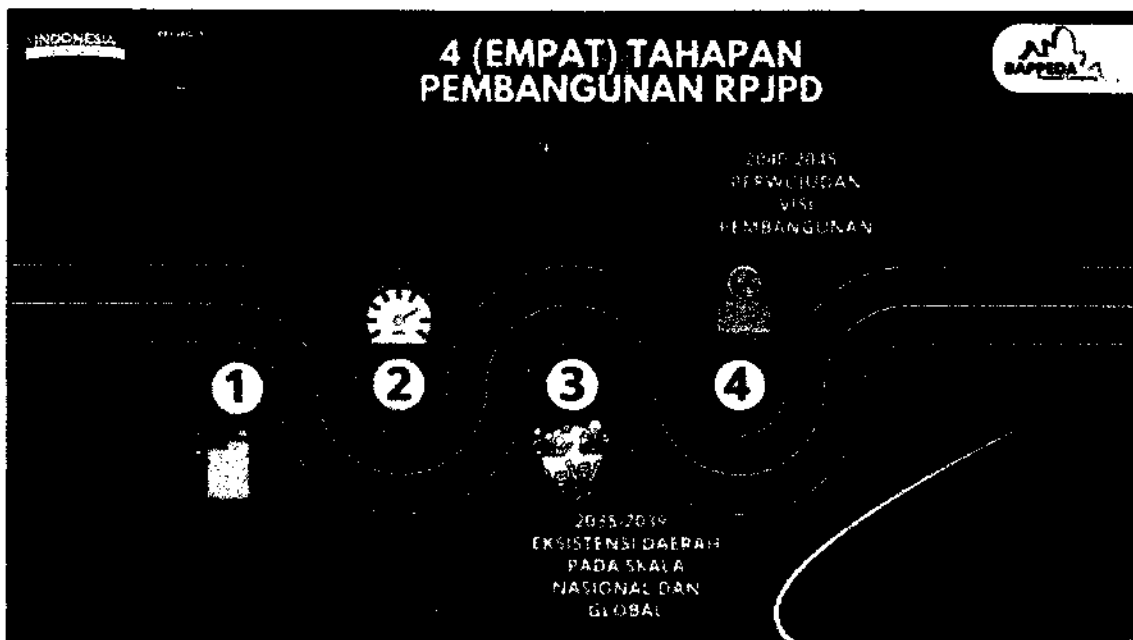 INDONESIA
4 (EMPAT) TAHAPAN
PEMBANGUNAN RPJPD
BAPPEDA
2040-2045
PERWUJUDAN
VISI
PEMBANGUNAN
1
2
3
4
2035-2039
EKSISTENSI DAERAH
PADA SKALA
NASIONAL DAN
GLOBAL